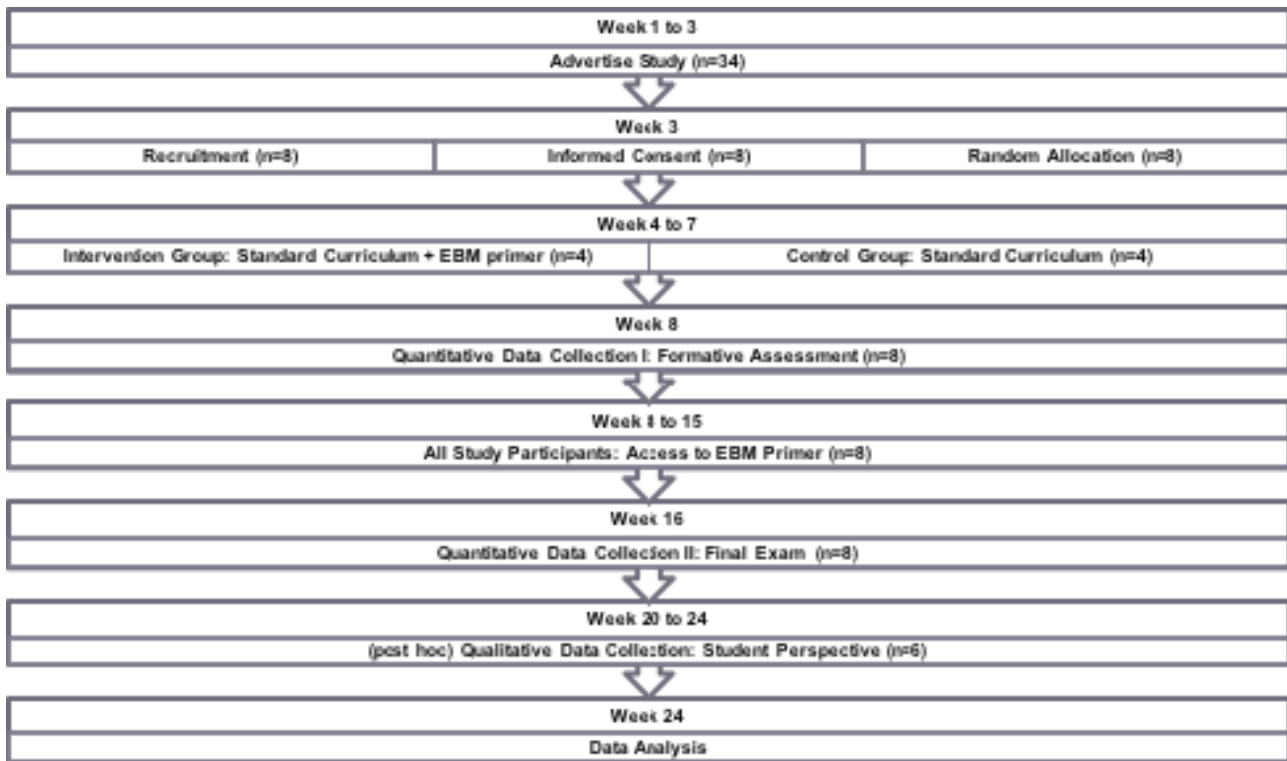 Week 1 to 3
Advertise Study (n=34)
Week 3
Recruitment (n=8)
Informed Consent (n=8)
Random Allocation (n=8)
Week 4 to 7
Intervention Group: Standard Curriculum + EBM primer (n=4)
Control Group: Standard Curriculum (n=4)
Week 8
Quantitative Data Collection I: Formative Assessment (n=8)
Week 8 to 15
All Study Participants: Access to EBM Primer (n=8)
Week 16
Quantitative Data Collection II: Final Exam (n=8)
Week 20 to 24
(post hoc) Qualitative Data Collection: Student Perspective (n=6)
Week 24
Data Analysis